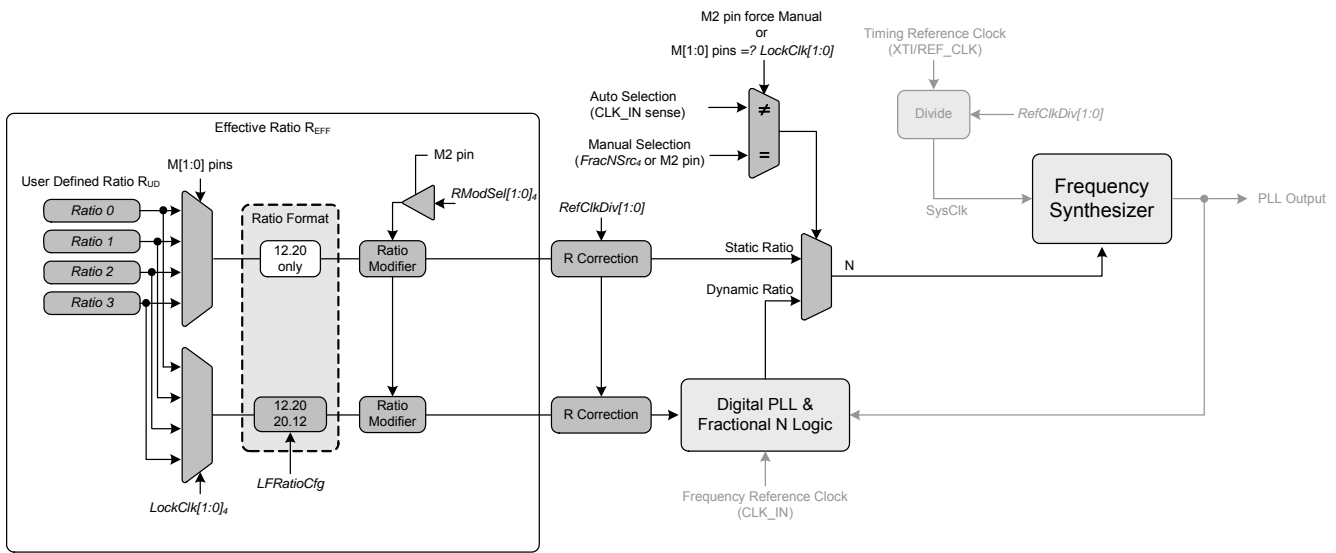 M2 pin force Manual
or
M[1:0] pins =? LockClk[1:0]
Timing Reference Clock
(XTI/REF_CLK)
Auto Selection
(CLK_IN sense)
≠
Divide
RefClkDiv[1:0]
Effective Ratio REFF
Manual Selection
(FracNSrc4 or M2 pin)
=
M2 pin
M[1:0] pins
User Defined Ratio RUD
RModSel[1:0]4
Frequency
Synthesizer
PLL Output
SysClk
Ratio 0
Ratio 1
Ratio 2
Ratio 3
Ratio Format
RefClkDiv[1:0]
12.20
only
Ratio
Modifier
R Correction
Static Ratio
N
Dynamic Ratio
12.20
20.12
Ratio
Modifier
R Correction
Digital PLL &
Fractional N Logic
LFRatioCfg
LockClk[1:0]4
Frequency Reference Clock
(CLK_IN)